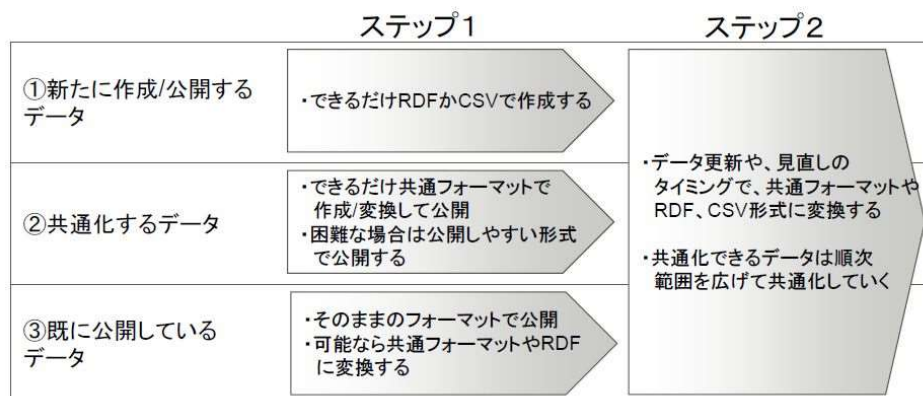 ステップ1
ステップ2
①新たに作成/公開する
データ
・できるだけRDFかCSVで作成する
②共通化するデータ
・できるだけ共通フォーマットで
作成/変換して公開
・困難な場合は公開しやすい形式
で公開する
③既に公開している
データ
・そのままのフォーマットで公開
・可能なら共通フォーマットやRDF
に変換する
・データ更新や、見直しの
タイミングで、共通フォーマットや
RDF、CSV形式に変換する
・共通化できるデータは順次
範囲を広げて共通化していく